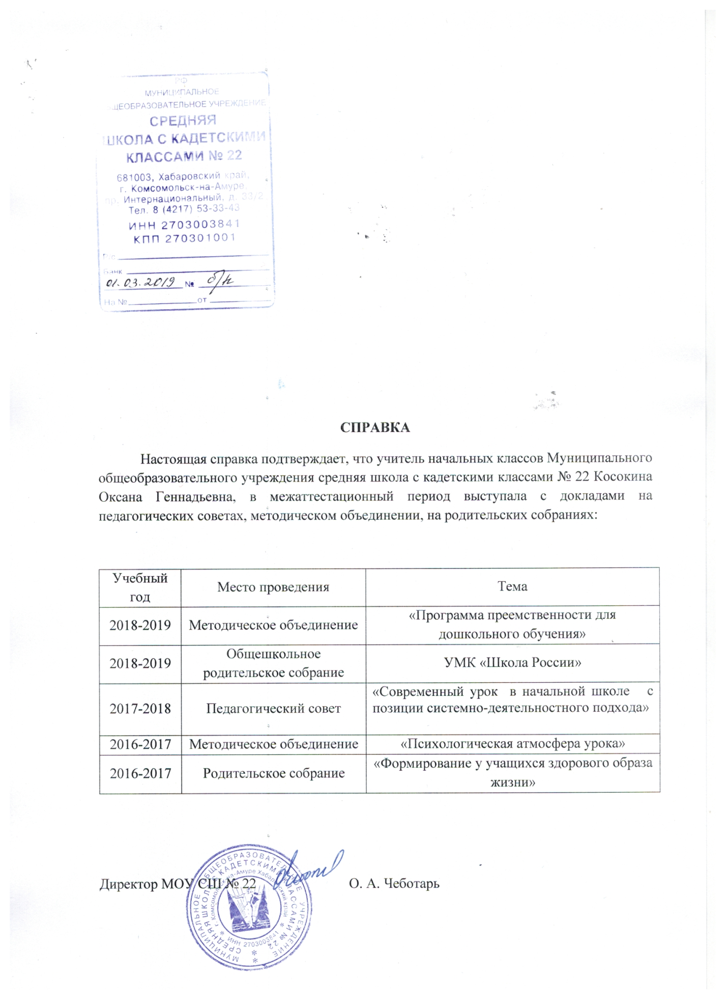 РФ
МУНИЦИПАЛЬНОЕ
ЩЕОБРАЗОВАТЕЛЬНОЕ УЧРЕЖДЕНИЕ
СРЕДНЯЯ
ШКОЛА С КАДЕТСКИМИ
КЛАССАМИ № 22
681003, Хабаровский край,
г. Комсомольск-на-Амуре,
пр. Интернациональный, д. 33/2
Тел. 8 (4217) 53-33-43
ИНН 2703003841
КПП 270301001
Р/с
Банк
01.03.2019 № б/н
На № от
СПРАВКА
Настоящая справка подтверждает, что учитель начальных классов Муниципального
общеобразовательного учреждения средняя школа с кадетскими классами № 22 Косокина
Оксана Геннадьевна, в межаттестационный период выступала с докладами на
педагогических советах, методическом объединении, на родительских собраниях:
Учебный
год
Место проведения
Тема
2018-2019
Методическое объединение
«Программа преемственности для
дошкольного обучения»
2018-2019
Общешкольное
родительское собрание
УМК «Школа России»
2017-2018
Педагогический совет
«Современный урок в начальной школе с
позиции системно-деятельностного подхода»
2016-2017
Методическое объединение
«Психологическая атмосфера урока»
2016-2017
Родительское собрание
«Формирование у учащихся здорового образа
жизни»
Директор МОУ СШ № 22 О. А. Чеботарь
МУНИЦИПАЛЬНОЕ ОБЩЕОБРАЗОВАТЕЛЬНОЕ УЧРЕЖДЕНИЕ
СРЕДНЯЯ ШКОЛА С КАДЕТСКИМИ КЛАССАМИ № 22
г. Комсомольск-на-Амуре Хабаровский край
ИНН 2703003841